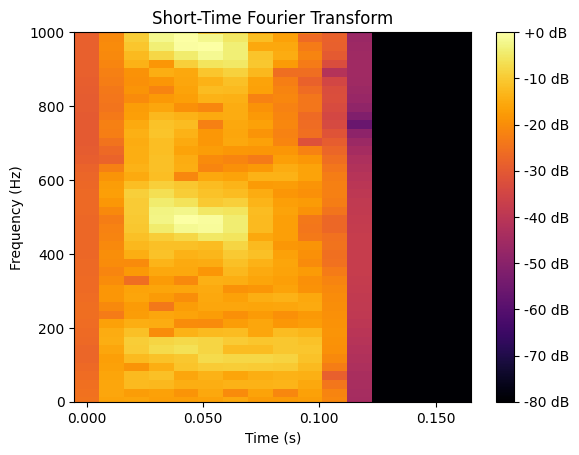 Short-Time Fourier Transform
1000
800
600
400
200
0
Frequency (Hz)
0.000
0.050
0.100
0.150
Time (s)
+0 dB
-10 dB
-20 dB
-30 dB
-40 dB
-50 dB
-60 dB
-70 dB
-80 dB